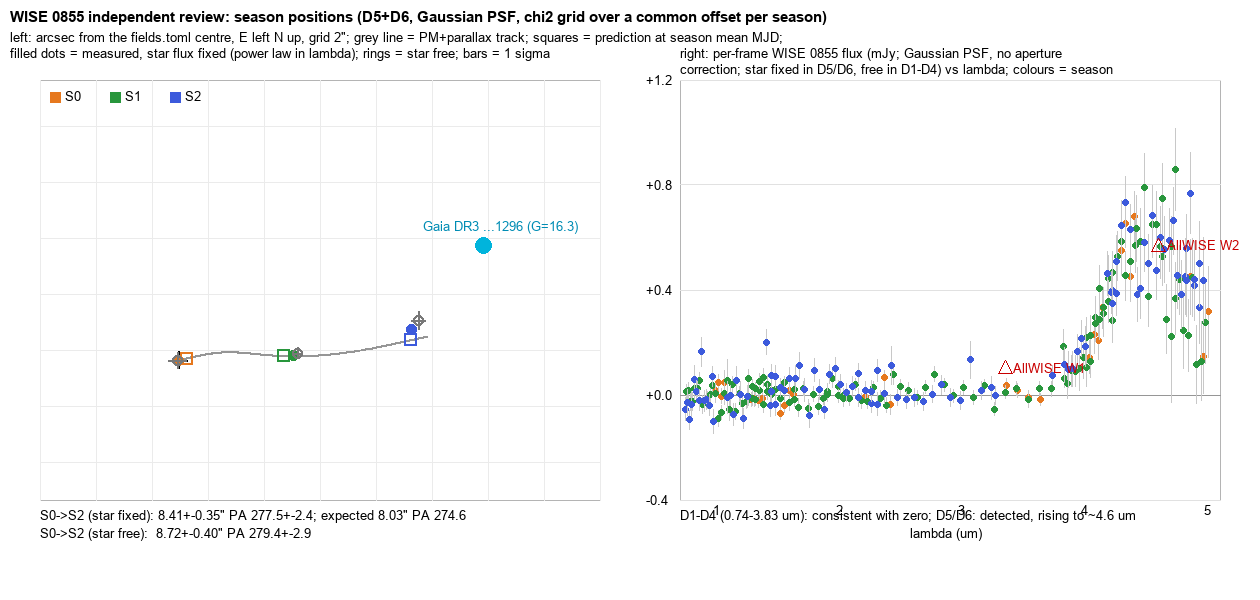 WISE 0855 independent review: season positions (D5+D6, Gaussian PSF, chi2 grid over a common offset per season)
left: arcsec from the fields.toml centre, E left N up, grid 2"; grey line = PM+parallax track; squares = prediction at season mean MJD;
filled dots = measured, star flux fixed (power law in lambda); rings = star free; bars = 1 sigma
right: per-frame WISE 0855 flux (mJy; Gaussian PSF, no aperture
correction; star fixed in D5/D6, free in D1-D4) vs lambda; colours = season
S0 S1 S2
Gaia DR3 ...1296 (G=16.3)
S0->S2 (star fixed): 8.41+-0.35" PA 277.5+-2.4; expected 8.03" PA 274.6
S0->S2 (star free):  8.72+-0.40" PA 279.4+-2.9
+1.2
+0.8
+0.4
+0.0
-0.4
AllWISE W2
AllWISE W1
1 2 3 4 5
D1-D4 (0.74-3.83 um): consistent with zero; D5/D6: detected, rising to ~4.6 um
lambda (um)